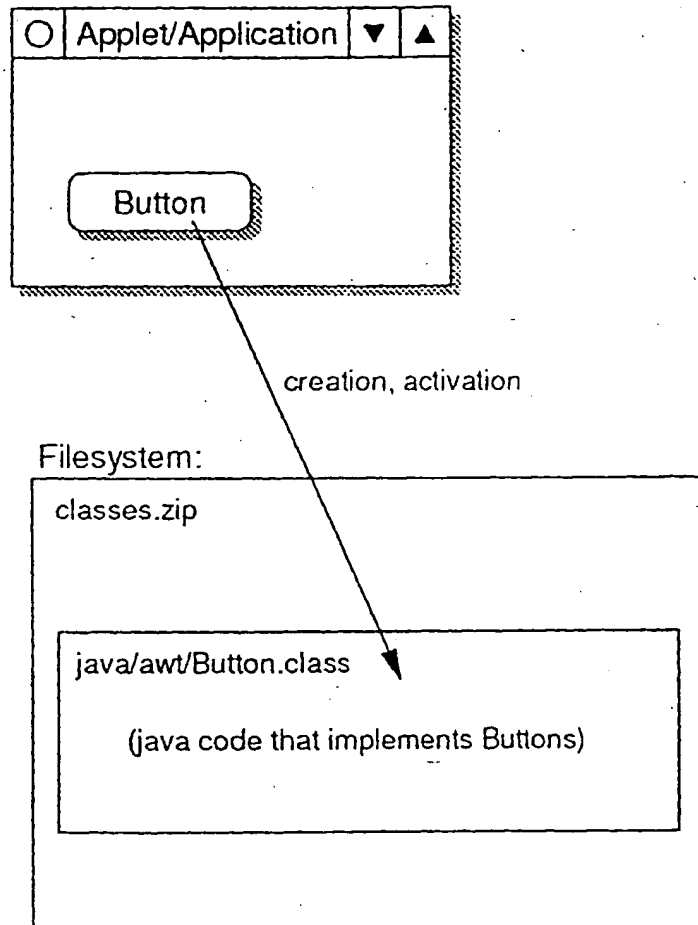 Applet/Application
Button
creation, activation
Filesystem:
classes.zip
java/awt/Button.class
(java code that implements Buttons)